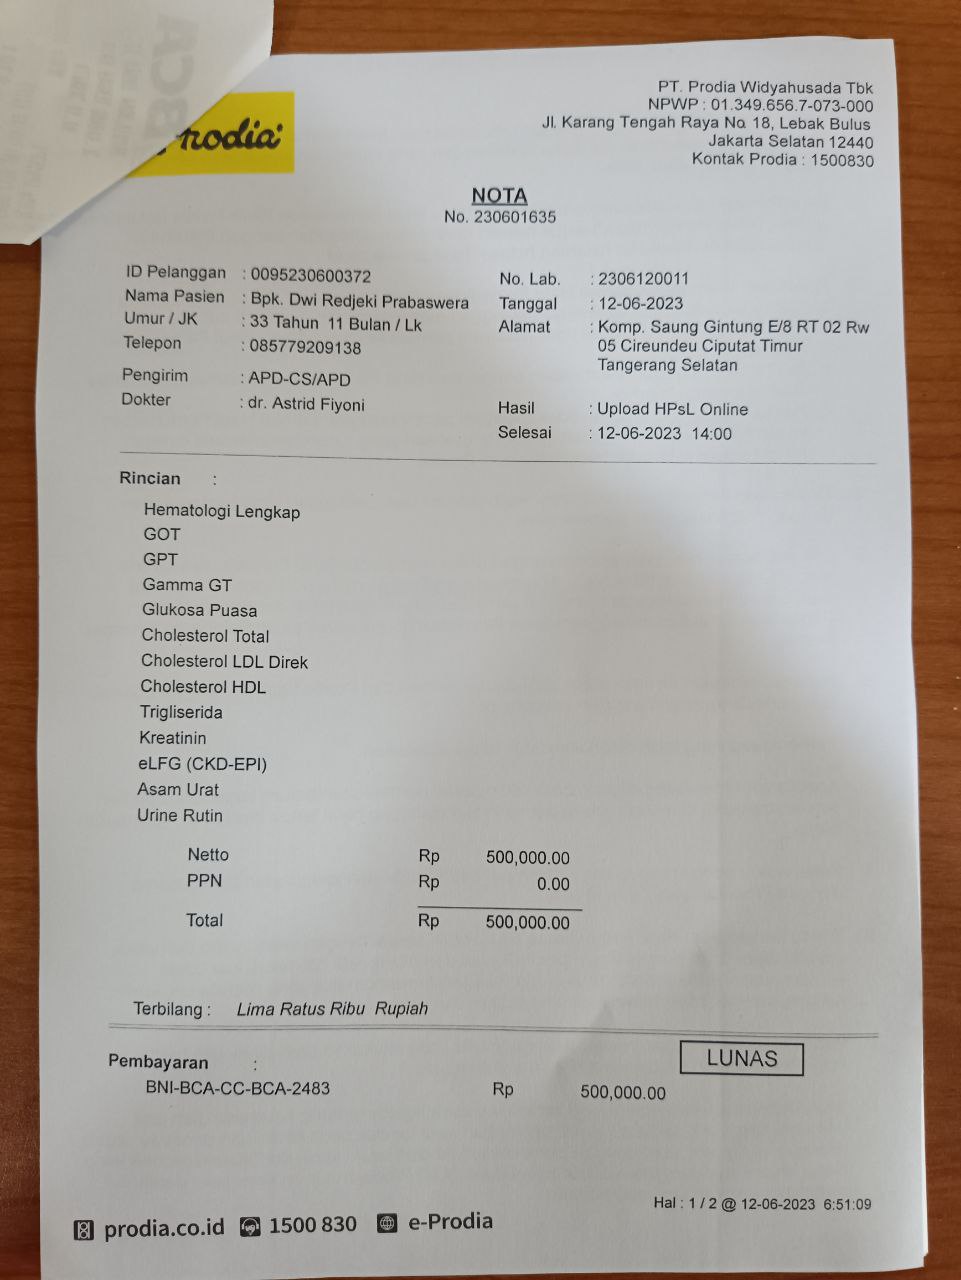 BCA
Prodia
PT. Prodia Widyahusada Tbk
NPWP : 01.349.656.7-073-000
Jl. Karang Tengah Raya No. 18, Lebak Bulus
Jakarta Selatan 12440
Kontak Prodia : 1500830
NOTA
No. 230601635
ID Pelanggan : 0095230600372
Nama Pasien : Bpk. Dwi Redjeki Prabaswera
Umur / JK : 33 Tahun 11 Bulan / Lk
Telepon : 085779209138
Pengirim : APD-CS/APD
Dokter : dr. Astrid Fiyoni
No. Lab. : 2306120011
Tanggal : 12-06-2023
Alamat : Komp. Saung Gintung E/8 RT 02 Rw
05 Cireundeu Ciputat Timur
Tangerang Selatan
Hasil : Upload HPsL Online
Selesai : 12-06-2023 14:00
Rincian :
Hematologi Lengkap
GOT
GPT
Gamma GT
Glukosa Puasa
Cholesterol Total
Cholesterol LDL Direk
Cholesterol HDL
Trigliserida
Kreatinin
eLFG (CKD-EPI)
Asam Urat
Urine Rutin
Netto Rp 500,000.00
PPN Rp 0.00
Total Rp 500,000.00
Terbilang : Lima Ratus Ribu Rupiah
LUNAS
Pembayaran :
BNI-BCA-CC-BCA-2483 Rp 500,000.00
Hal : 1 / 2 @ 12-06-2023 6:51:09
prodia.co.id 1500 830 e-Prodia